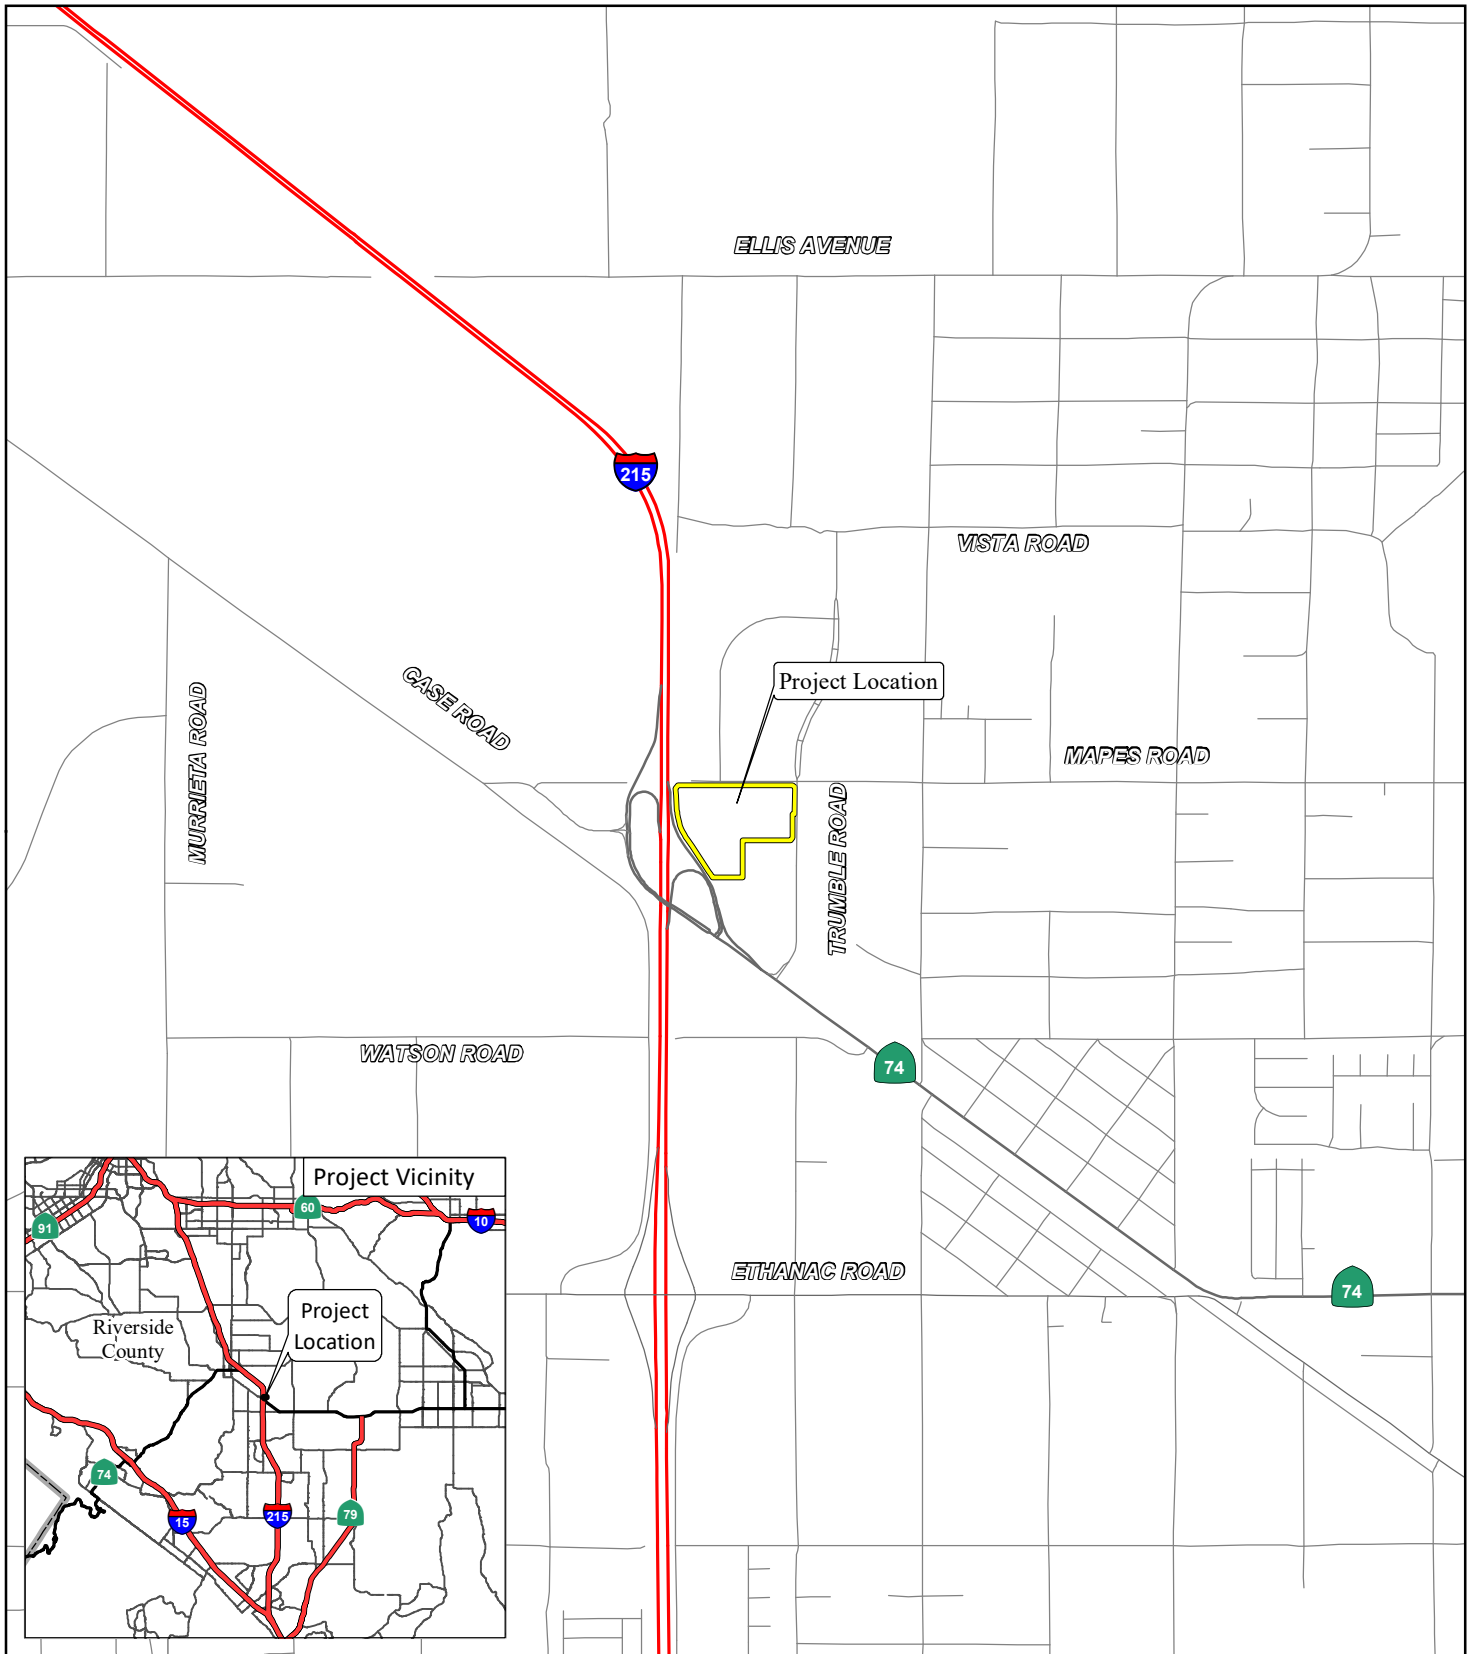 ELLIS AVENUE
215
VISTA ROAD
CASE ROAD
MURRIETA ROAD
Project Location
MAPES ROAD
TRUMBLE ROAD
WATSON ROAD
74
ETHANAC ROAD
74
Project Vicinity
60
91
10
Project
Location
Riverside
County
74
15
215
79